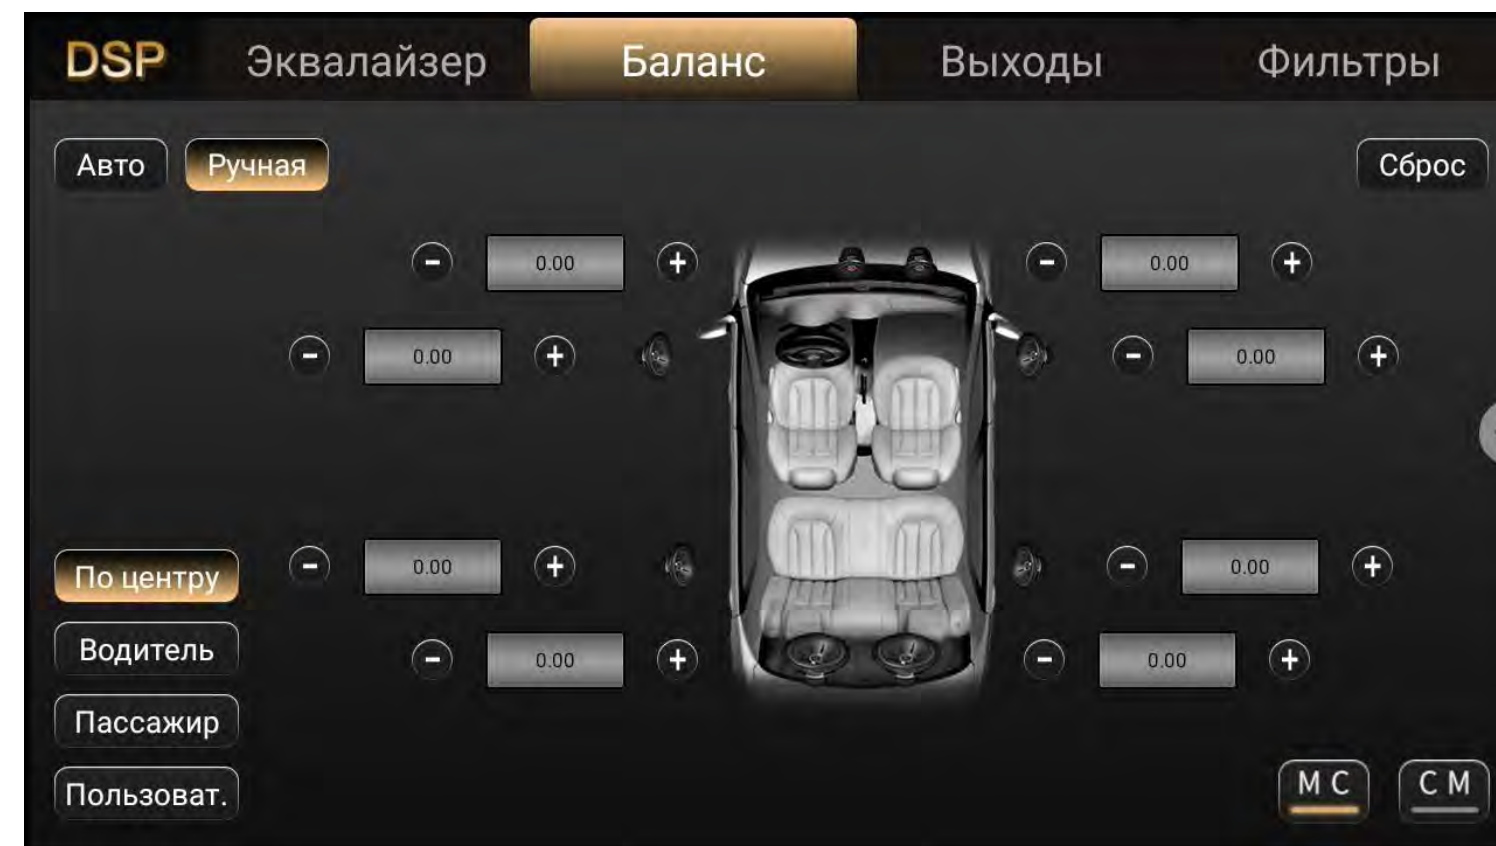 DSP Эквалайзер Баланс Выходы Фильтры
Авто Ручная Сброс
- 0.00 + - 0.00 +
- 0.00 + - 0.00 +
- 0.00 + - 0.00 +
По центру
Водитель
- 0.00 + - 0.00 +
Пассажир
Пользоват.
М С С М